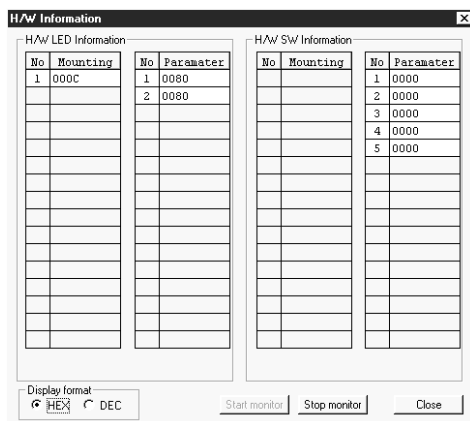 H/W Information
H/W LED Information
No Mounting
1 000C
No Paramater
1 0080
2 0080
H/W SW Information
No Mounting
No Paramater
1 0000
2 0000
3 0000
4 0000
5 0000
Display format
HEX DEC
Start monitor Stop monitor Close